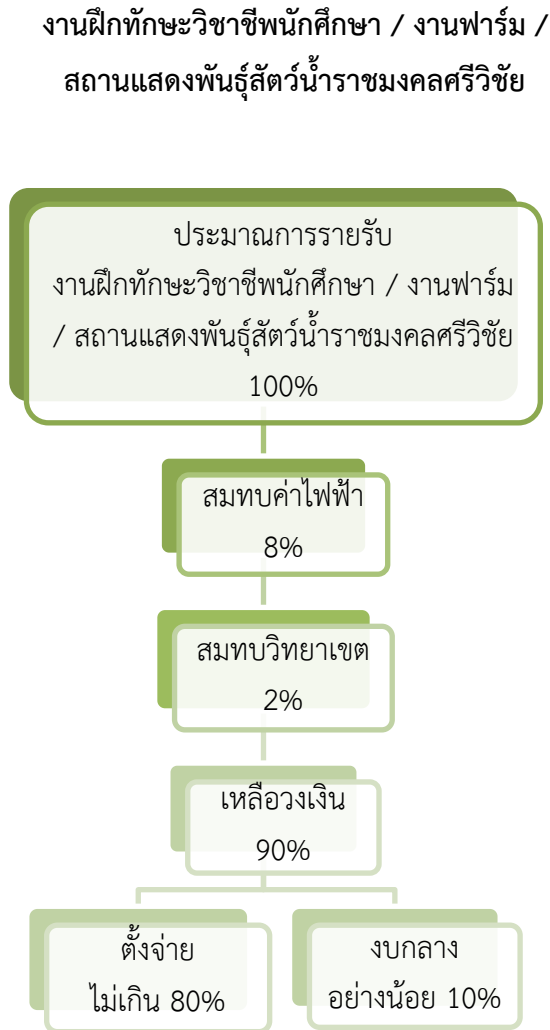 งานฝึกทักษะวิชาชีพนักศึกษา / งานฟาร์ม /
สถานแสดงพันธุ์สัตว์น้ำราชมงคลศรีวิชัย
ประมาณการรายรับ
งานฝึกทักษะวิชาชีพนักศึกษา / งานฟาร์ม
/ สถานแสดงพันธุ์สัตว์น้ำราชมงคลศรีวิชัย
100%
สมทบค่าไฟฟ้า
8%
สมทบวิทยาเขต
2%
เหลือวงเงิน
90%
ตั้งจ่าย
ไม่เกิน 80%
งบกลาง
อย่างน้อย 10%